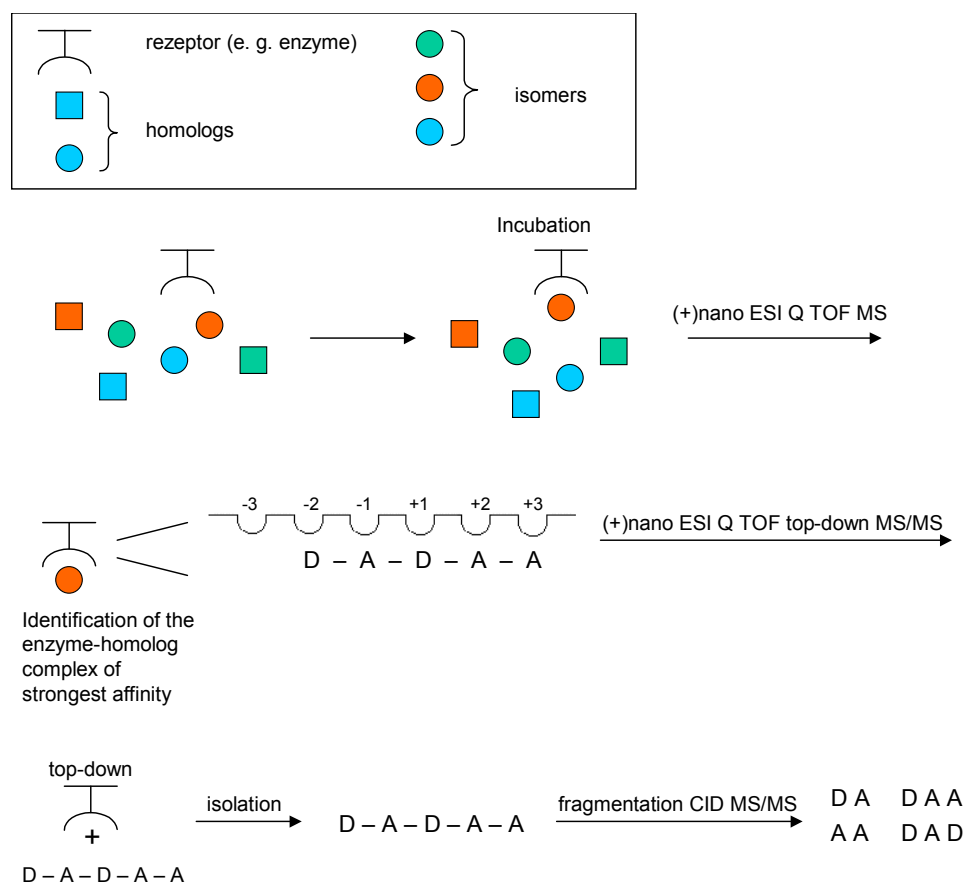 rezeptor (e. g. enzyme)
homologs
isomers
Incubation
(+)nano ESI Q TOF MS
-3 -2 -1 +1 +2 +3
D – A – D – A – A
(+)nano ESI Q TOF top-down MS/MS
Identification of the
enzyme-homolog
complex of
strongest affinity
top-down
+
D – A – D – A – A
isolation
D – A – D – A – A
fragmentation CID MS/MS
D A D A A
A A D A D